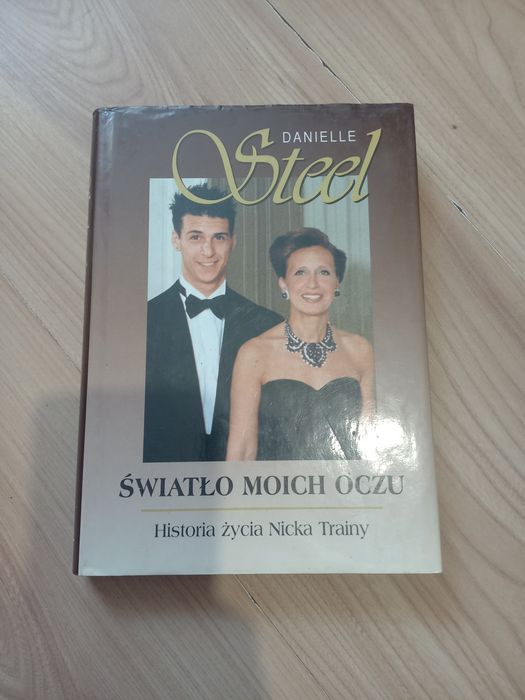 DANIELLE
Steel
ŚWIATŁO MOICH OCZU
Historia życia Nicka Trainy